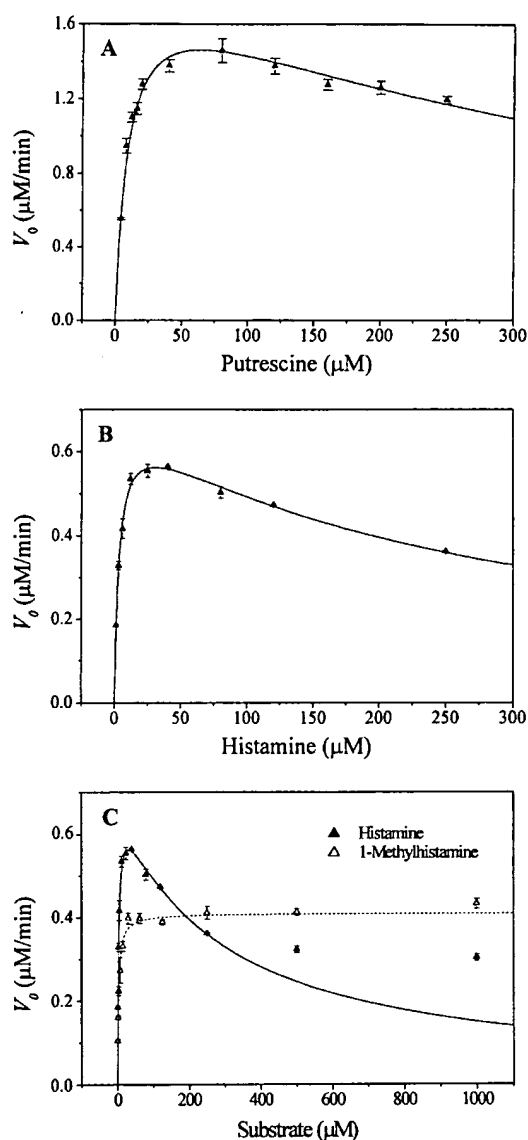 A
1.6
1.2
0.8
0.4
0.0
V0 (μM/min)
0 50 100 150 200 250 300
Putrescine (μM)
B
0.6
0.4
0.2
0.0
V0 (μM/min)
0 50 100 150 200 250 300
Histamine (μM)
C
▲ Histamine
△ 1-Methylhistamine
0.6
0.4
0.2
0.0
V0 (μM/min)
0 200 400 600 800 1000
Substrate (μM)